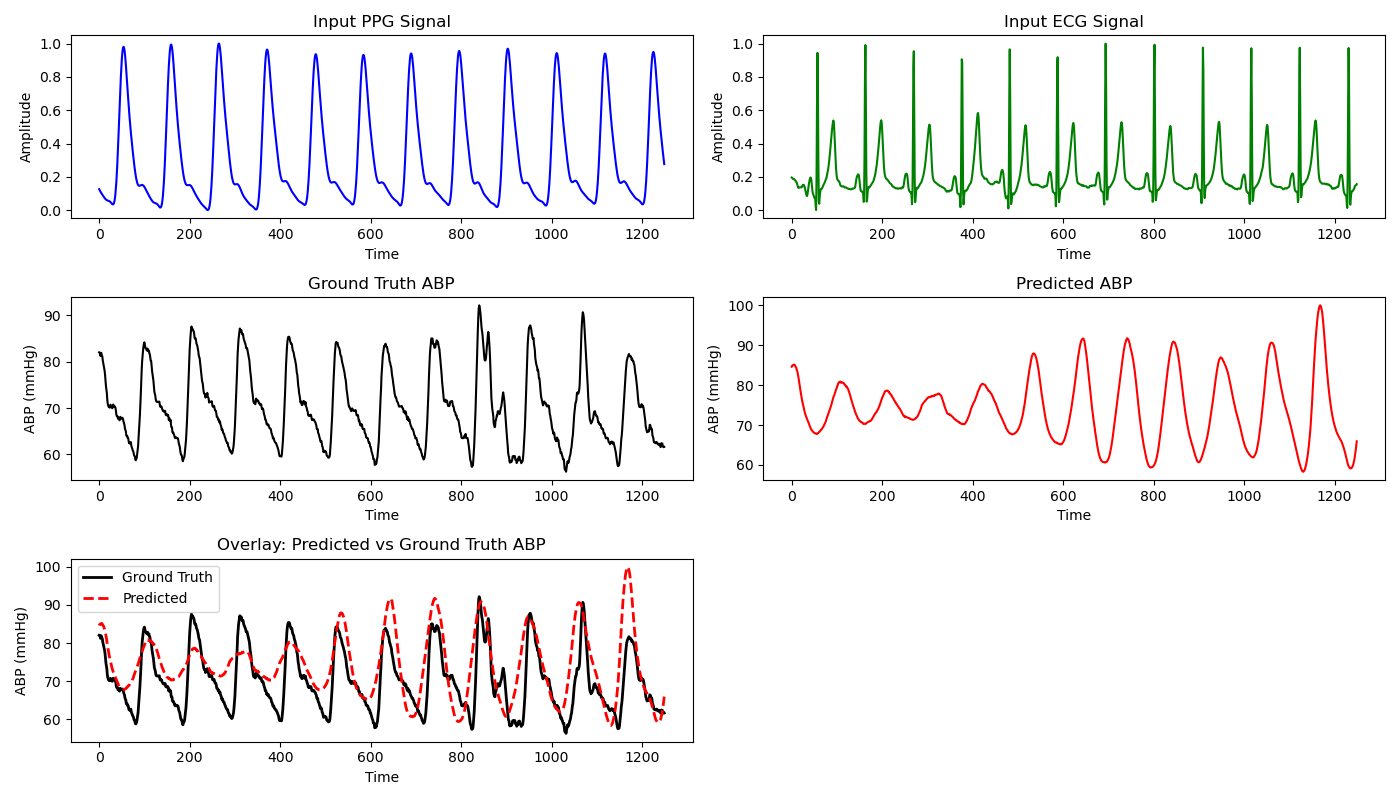 Input PPG Signal
Amplitude
1.0
0.8
0.6
0.4
0.2
0.0
0 200 400 600 800 1000 1200
Time
Input ECG Signal
Amplitude
1.0
0.8
0.6
0.4
0.2
0.0
0 200 400 600 800 1000 1200
Time
Ground Truth ABP
ABP (mmHg)
90
80
70
60
0 200 400 600 800 1000 1200
Time
Predicted ABP
ABP (mmHg)
100
90
80
70
60
0 200 400 600 800 1000 1200
Time
Overlay: Predicted vs Ground Truth ABP
ABP (mmHg)
100
90
80
70
60
Ground Truth
Predicted
0 200 400 600 800 1000 1200
Time